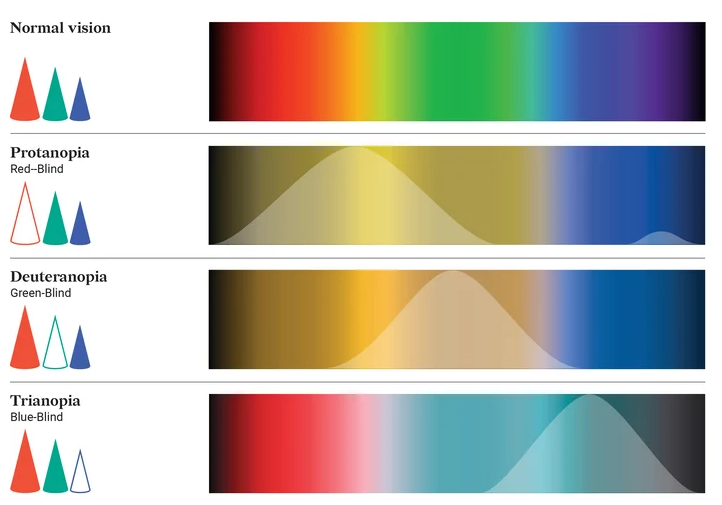 Normal vision
Protanopia
Red–Blind
Deuteranopia
Green-Blind
Trianopia
Blue-Blind